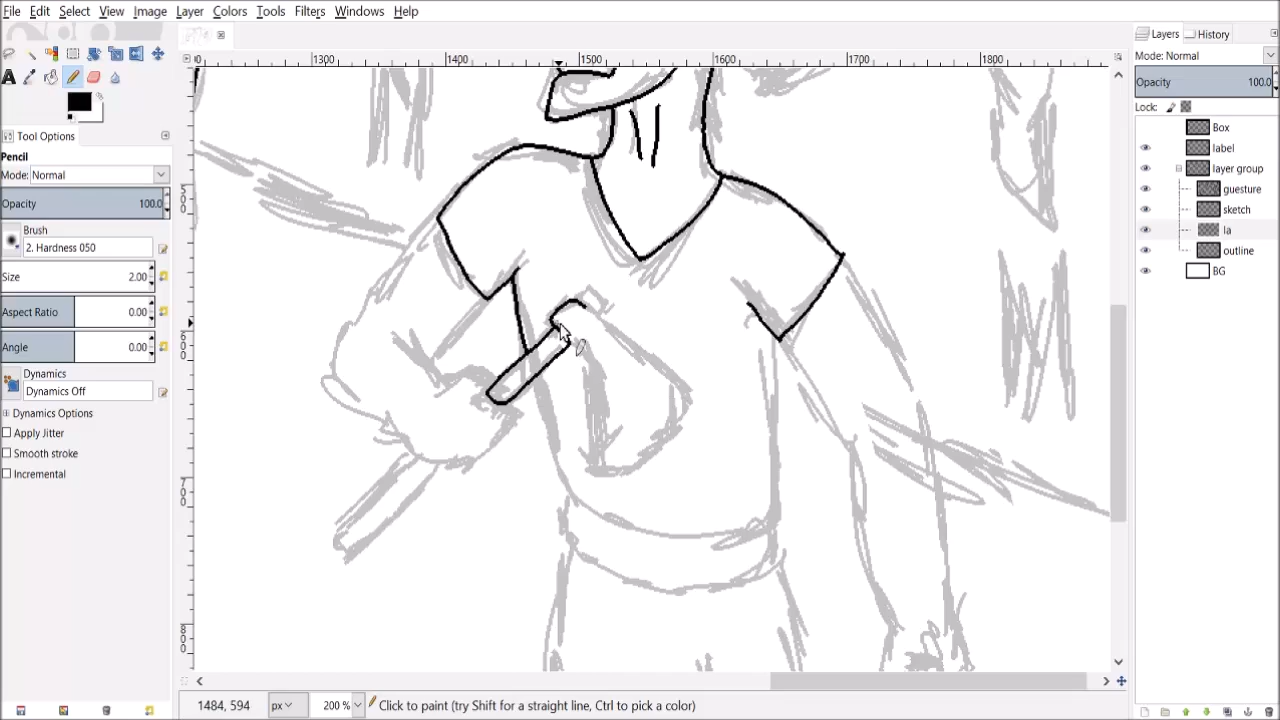 File Edit Select View Image Layer Colors Tools Filters Windows Help
Layers History
Mode: Normal
Opacity 100.0
Lock:
Box
label
layer group
guesture
sketch
la
outline
BG
Tool Options
Pencil
Mode: Normal
Opacity 100.0
Brush
2. Hardness 050
Size 2.00
Aspect Ratio 0.00
Angle 0.00
Dynamics
Dynamics Off
Dynamics Options
Apply Jitter
Smooth stroke
Incremental
1300 1400 1500 1600 1700 1800
500
600
700
800
1484, 594 px 200 % Click to paint (try Shift for a straight line, Ctrl to pick a color)